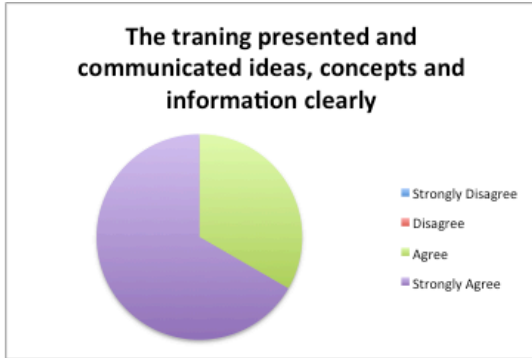 The traning presented and
communicated ideas, concepts and
information clearly
Strongly Disagree
Disagree
Agree
Strongly Agree